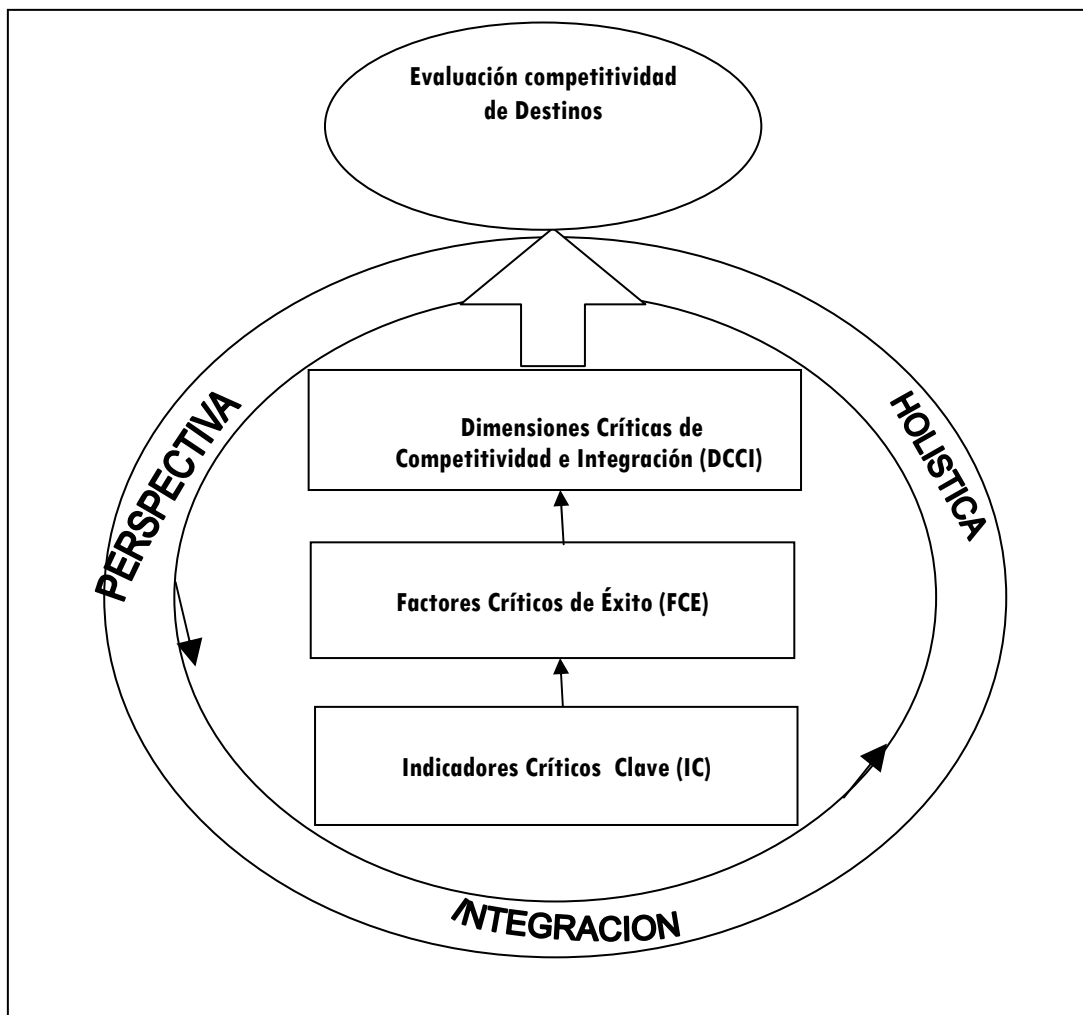 Evaluación competitividad
de Destinos
PERSPECTIVA
HOLISTICA
Dimensiones Críticas de
Competitividad e Integración (DCCI)
Factores Críticos de Éxito (FCE)
Indicadores Críticos Clave (IC)
INTEGRACION